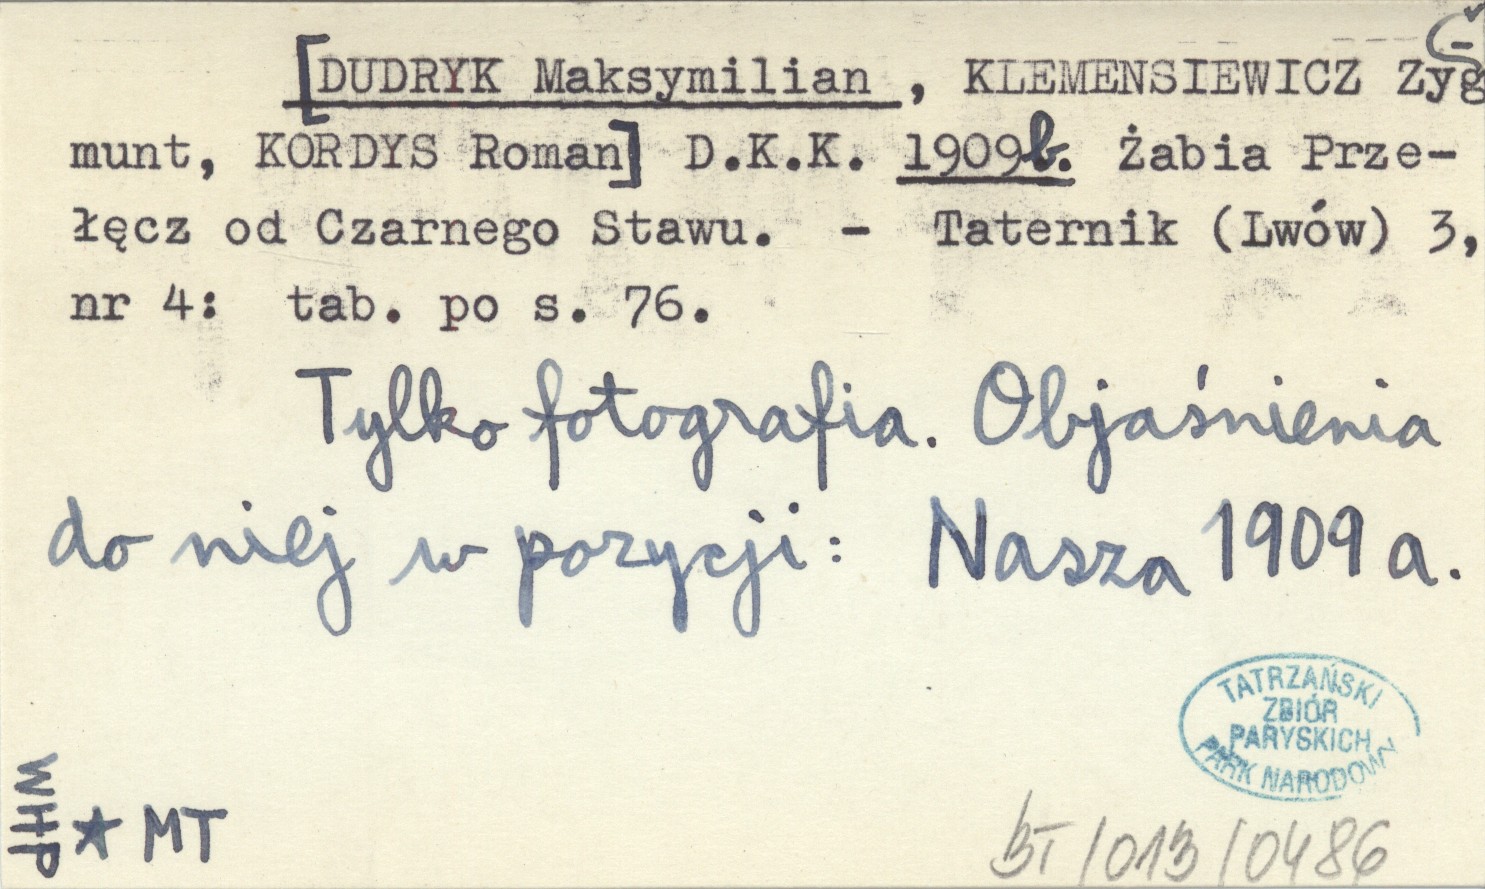 [DUDRYK Maksymilian, KLEMENSIEWICZ Zyg
munt, KORDYS Roman] D.K.K. 1909b. Żabia Prze-
łęcz od Czarnego Stawu. - Taternik (Lwów) 3,
nr 4: tab. po s. 76.
Tylko fotografia. Objaśnienia
do niej w pozycji: Nasza 1909a.
TATRZAŃSKI
ZBIÓR
PARYSKICH
PARK NARODOWY
WHP
★ MT
BT/013/0486